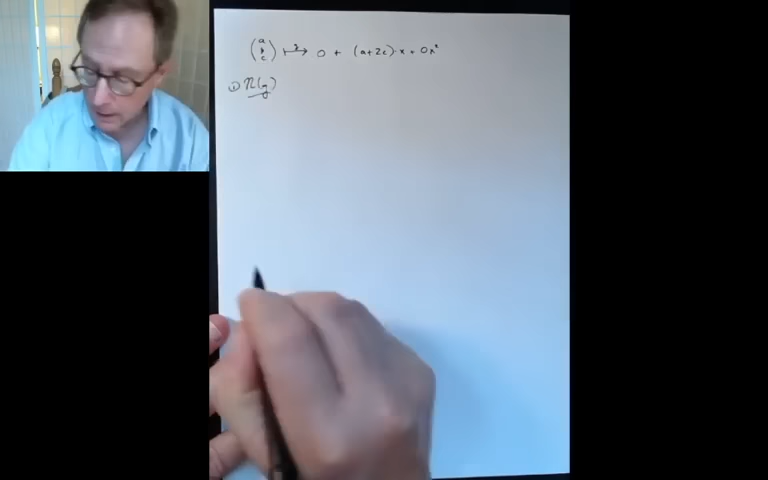 (a b c) ↦g 0 + (a+2c)·x + 0x²
① 𝒩(g)